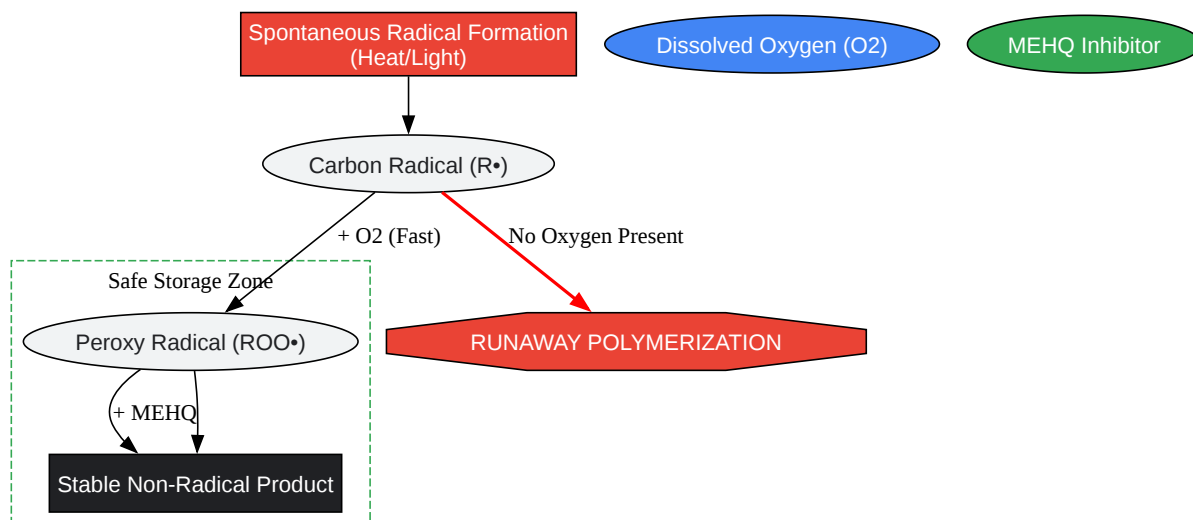 Spontaneous Radical Formation
(Heat/Light)
Dissolved Oxygen (O2)
MEHQ Inhibitor
Carbon Radical (R•)
+ O2 (Fast)
No Oxygen Present
Safe Storage Zone
Peroxy Radical (ROO•)
RUNAWAY POLYMERIZATION
+ MEHQ
Stable Non-Radical Product